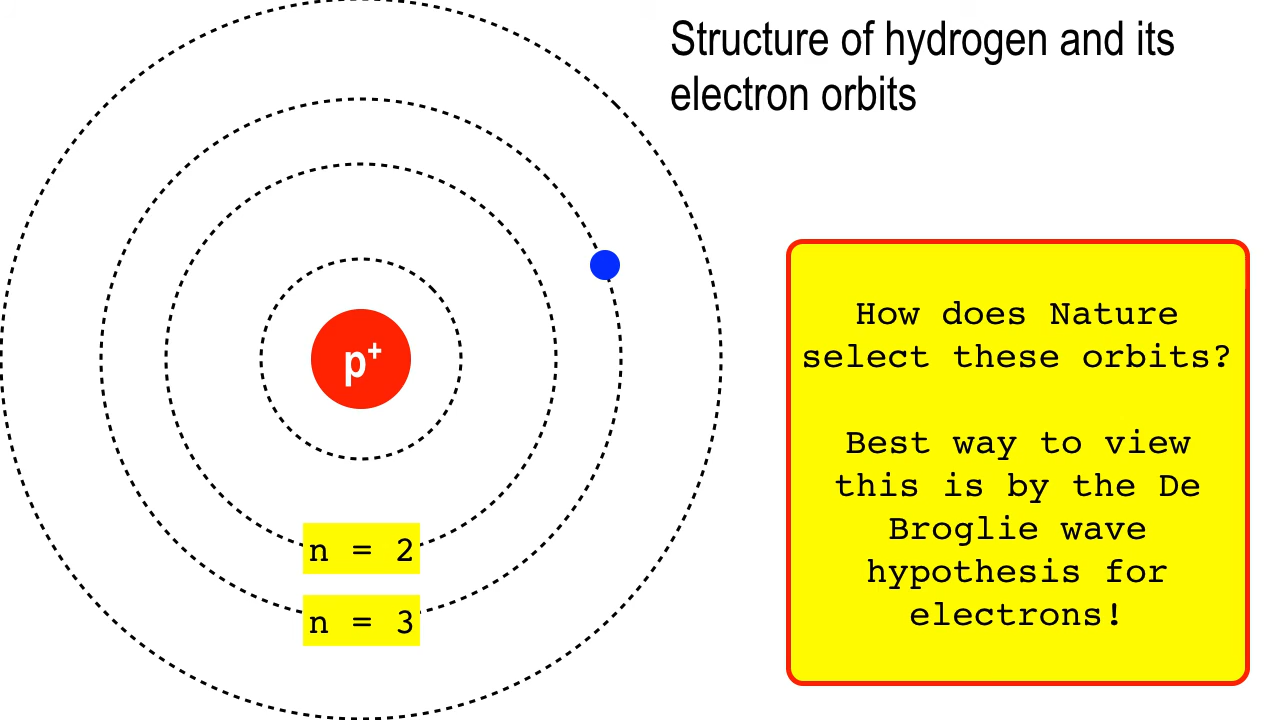 Structure of hydrogen and its
electron orbits
p⁺
n = 2
n = 3
How does Nature
select these orbits?
Best way to view
this is by the De
Broglie wave
hypothesis for
electrons!